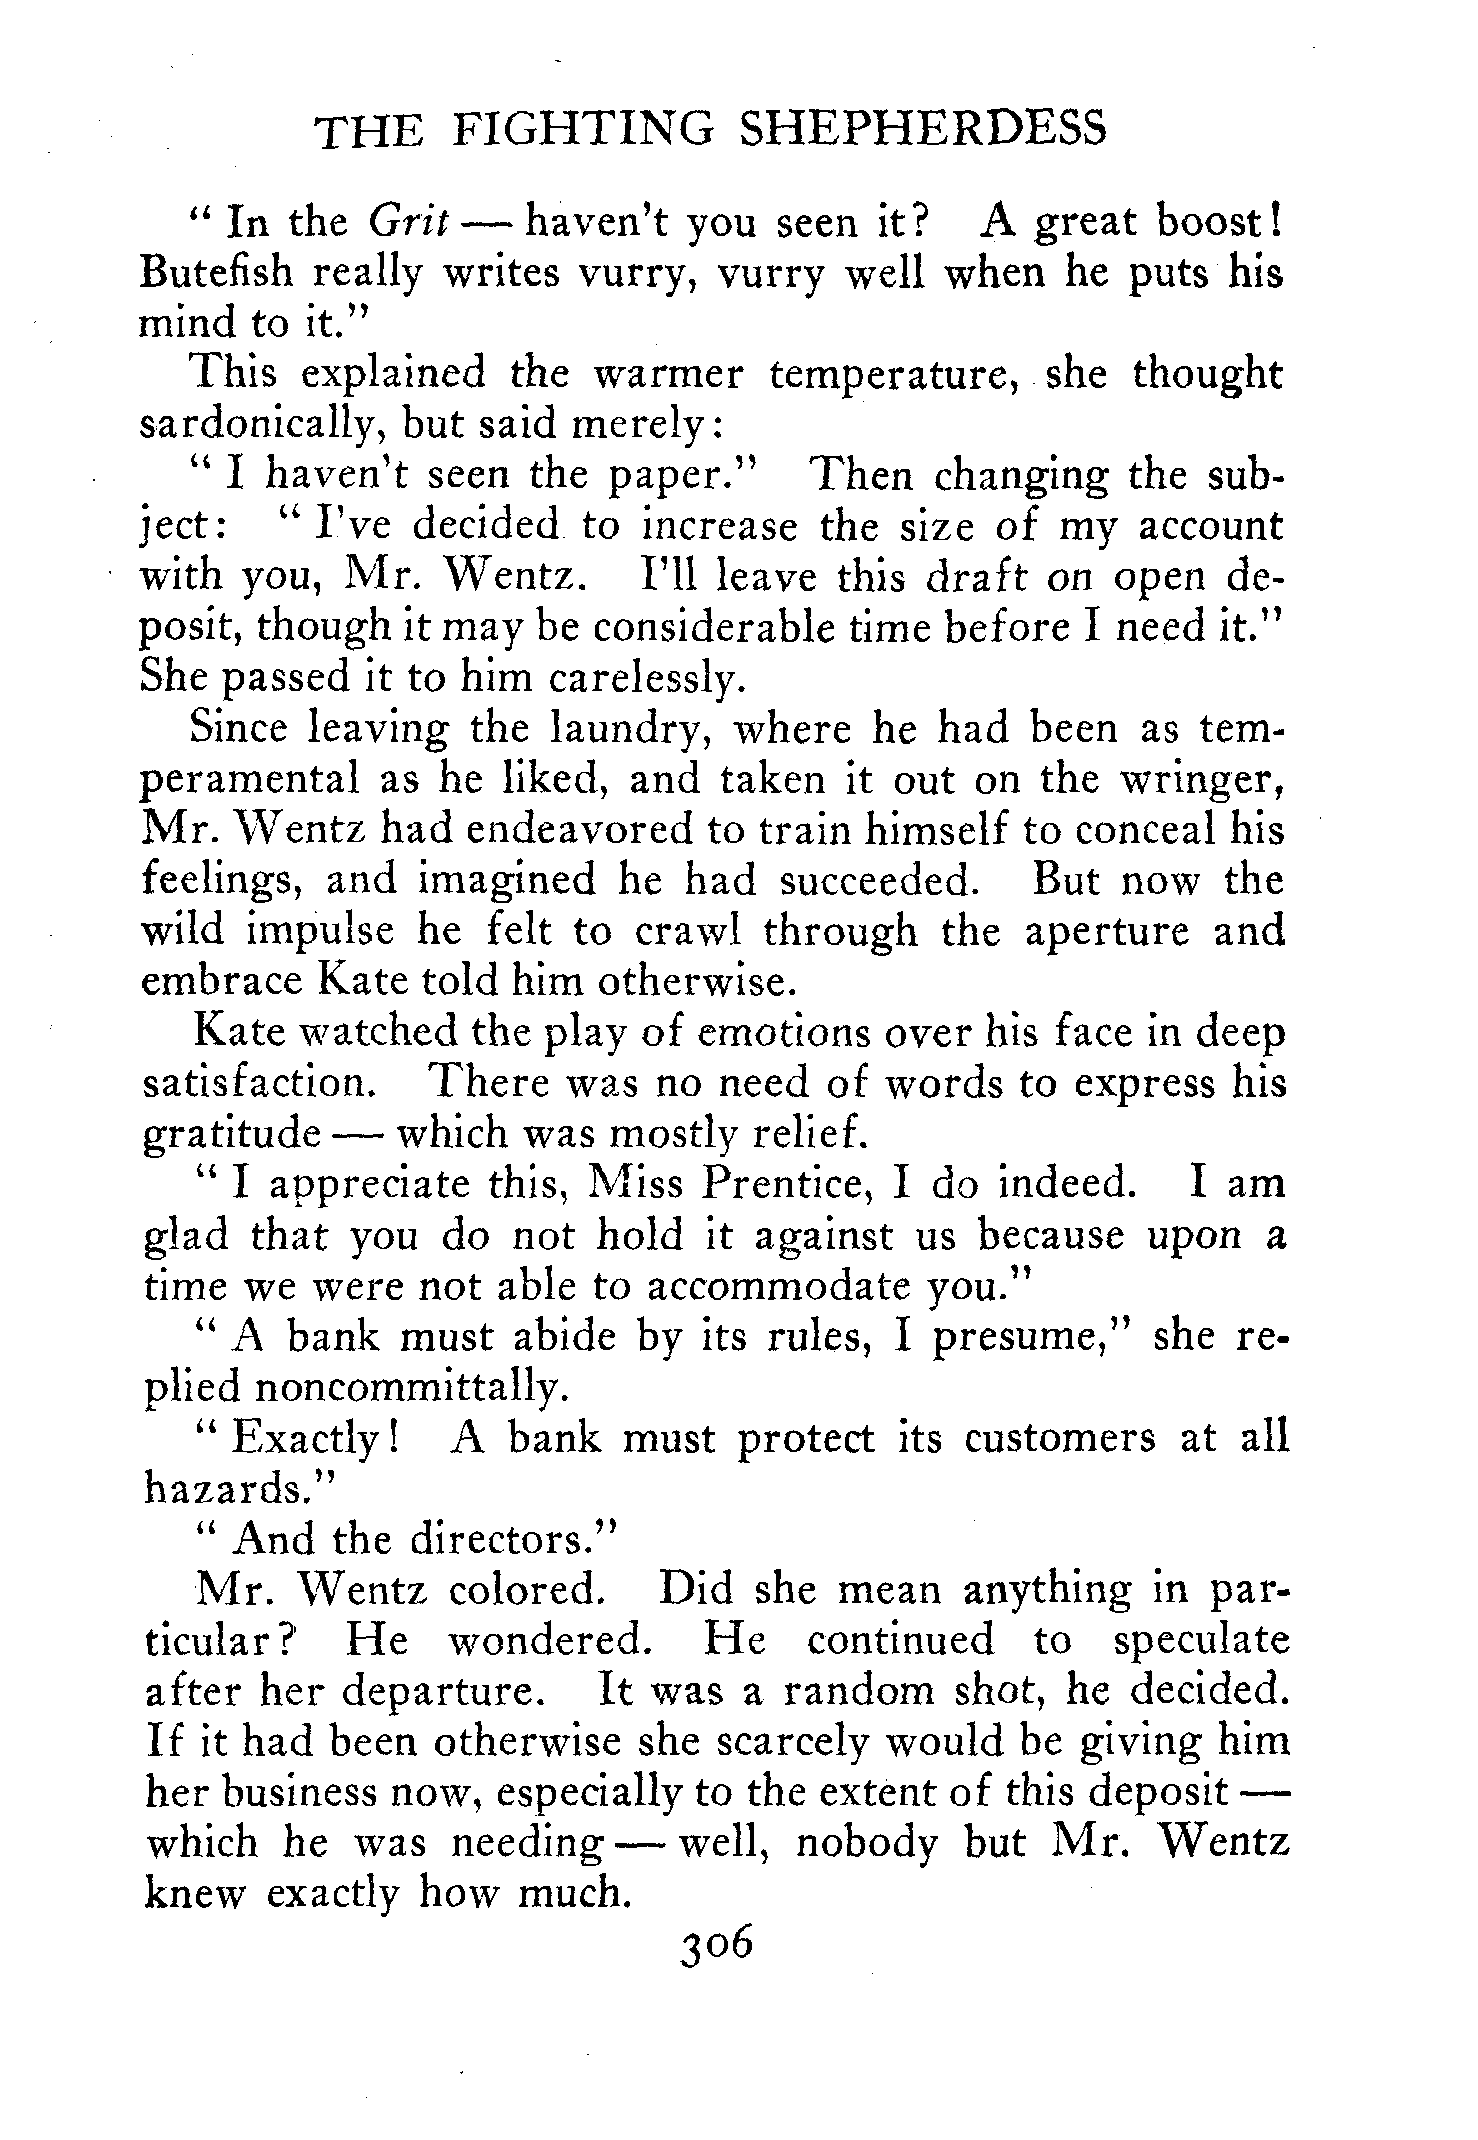 THE FIGHTING SHEPHERDESS
" In the Grit — haven't you seen it? A great boost!
Butefish really writes vurry, vurry well when he puts his
mind to it."
This explained the warmer temperature, she thought
sardonically, but said merely:
" I haven't seen the paper." Then changing the sub-
ject: " I've decided to increase the size of my account
with you, Mr. Wentz. I'll leave this draft on open de-
posit, though it may be considerable time before I need it."
She passed it to him carelessly.
Since leaving the laundry, where he had been as tem-
peramental as he liked, and taken it out on the wringer,
Mr. Wentz had endeavored to train himself to conceal his
feelings, and imagined he had succeeded. But now the
wild impulse he felt to crawl through the aperture and
embrace Kate told him otherwise.
Kate watched the play of emotions over his face in deep
satisfaction. There was no need of words to express his
gratitude — which was mostly relief.
" I appreciate this, Miss Prentice, I do indeed. I am
glad that you do not hold it against us because upon a
time we were not able to accommodate you."
" A bank must abide by its rules, I presume," she re-
plied noncommittally.
" Exactly! A bank must protect its customers at all
hazards."
" And the directors."
Mr. Wentz colored. Did she mean anything in par-
ticular? He wondered. He continued to speculate
after her departure. It was a random shot, he decided.
If it had been otherwise she scarcely would be giving him
her business now, especially to the extent of this deposit —
which he was needing — well, nobody but Mr. Wentz
knew exactly how much.
306